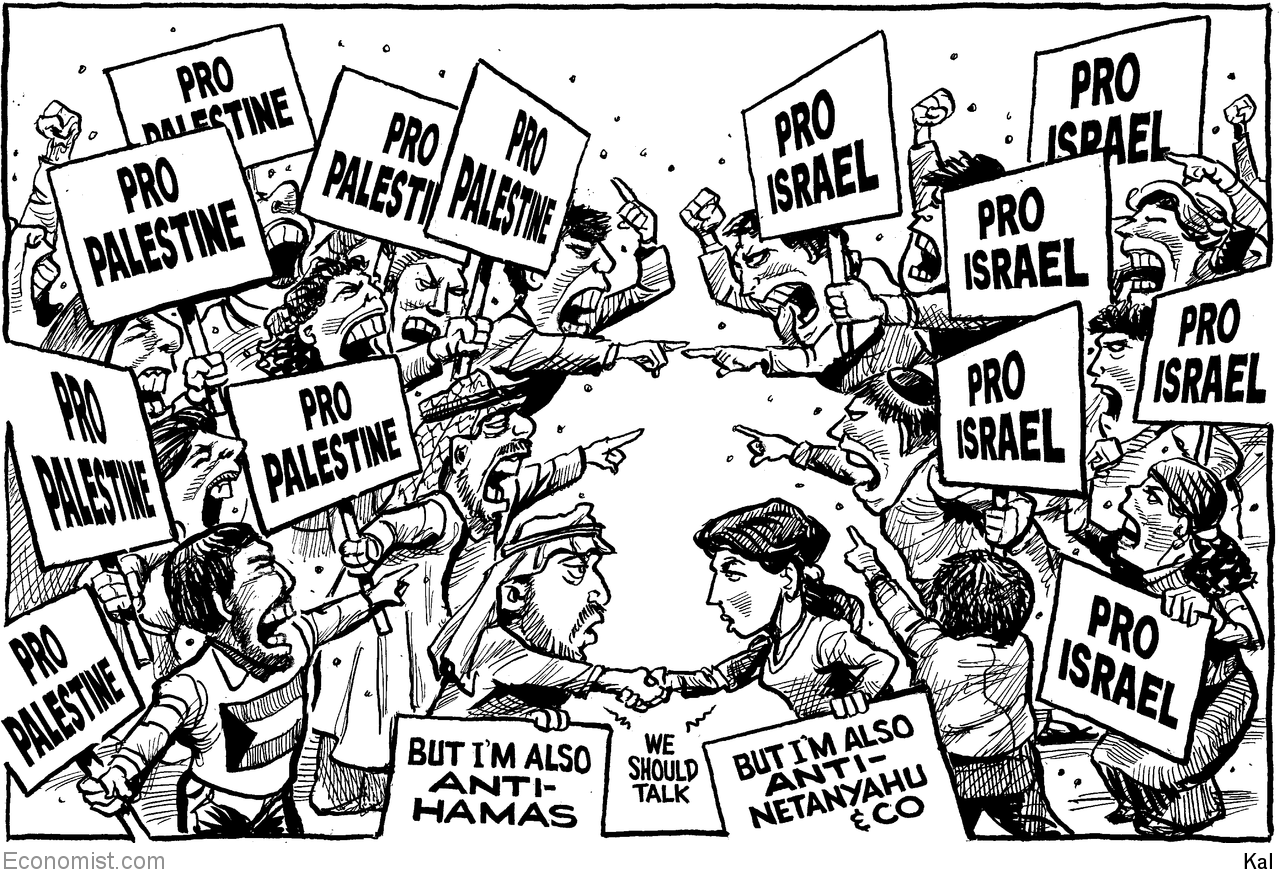 PRO
PALESTINE
PRO
PALESTINE
PRO
PALESTI
PRO
PALESTINE
PRO
PALESTINE
PRO
PALESTINE
PRO
PALESTINE
PRO
ISRAEL
PRO
ISRAEL
PRO
ISRAEL
PRO
ISRAEL
PRO
ISRAEL
PRO
ISRAEL
BUT I'M ALSO
ANTI-
HAMAS
WE
SHOULD
TALK
BUT I'M ALSO
ANTI-
NETANYAHU
& CO
Economist.com
Kal